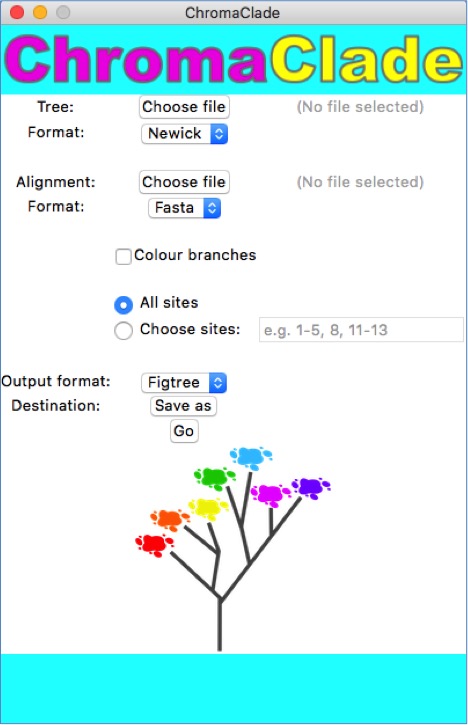 ChromaClade
ChromaClade
Tree: Choose file (No file selected)
Format: Newick
Alignment: Choose file (No file selected)
Format: Fasta
Colour branches
All sites
Choose sites: e.g. 1-5, 8, 11-13
Output format: Figtree
Destination: Save as
Go